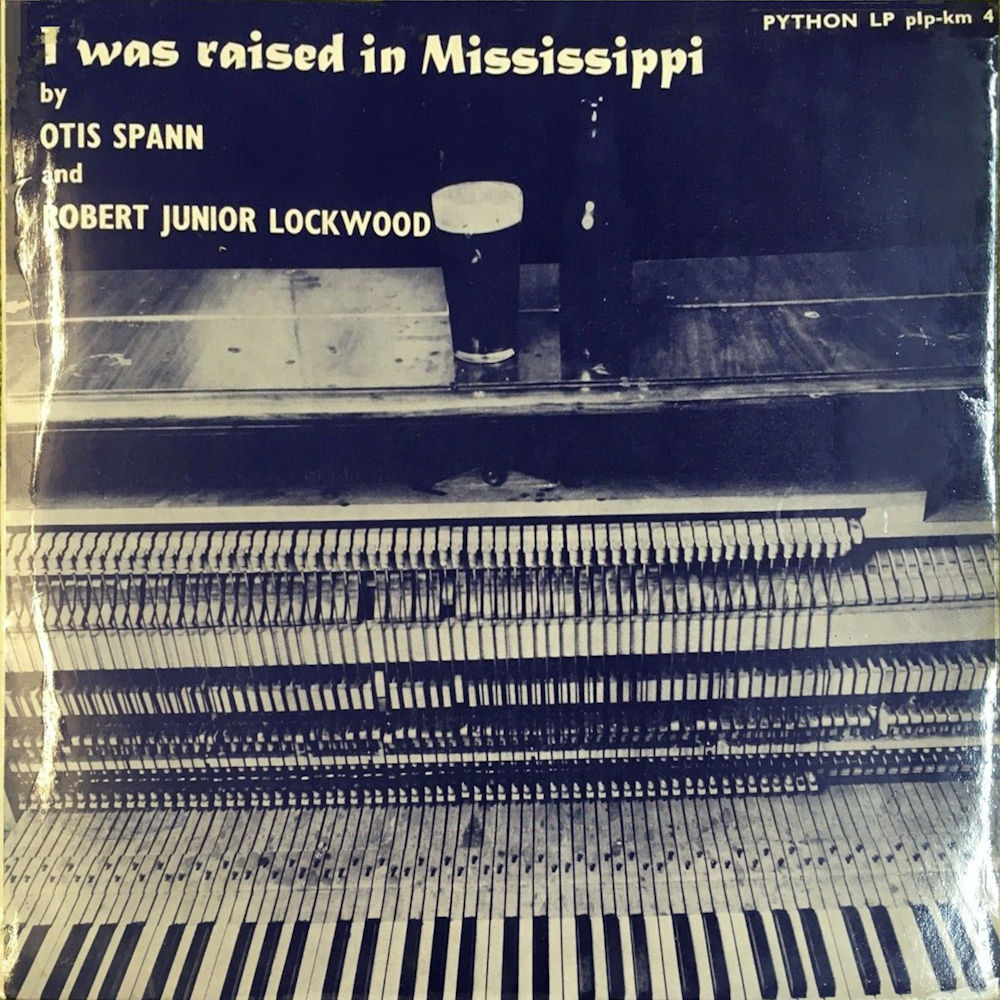 PYTHON LP plp-km 4
I was raised in Mississippi
by
OTIS SPANN
and
ROBERT JUNIOR LOCKWOOD